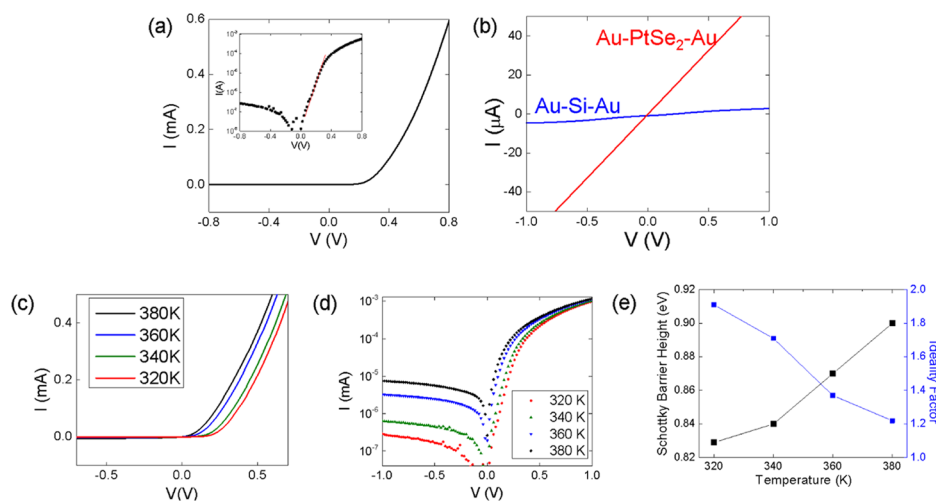 (a)
0.6
0.4
0.2
0.0
I (mA)
I(A)
-0.8 -0.4 0.0 0.4 0.8
V(V)
-0.8 -0.4 0.0 0.4 0.8
V (V)
(b)
40
20
0
-20
-40
I (µA)
Au-PtSe₂-Au
Au-Si-Au
-1.0 -0.5 0.0 0.5 1.0
V (V)
(c)
0.4
0.2
0.0
I (mA)
380K
360K
340K
320K
-0.5 0.0 0.5
V(V)
(d)
10⁻³
10⁻⁴
10⁻⁵
10⁻⁶
10⁻⁷
I (mA)
320 K
340 K
360 K
380 K
-1.0 -0.5 0.0 0.5 1.0
V (V)
(e)
Schottky Barrier Height (eV)
0.92
0.90
0.88
0.86
0.84
0.82
320 340 360 380
Temperature (K)
2.0
1.8
1.6
1.4
1.2
1.0
Ideality Factor